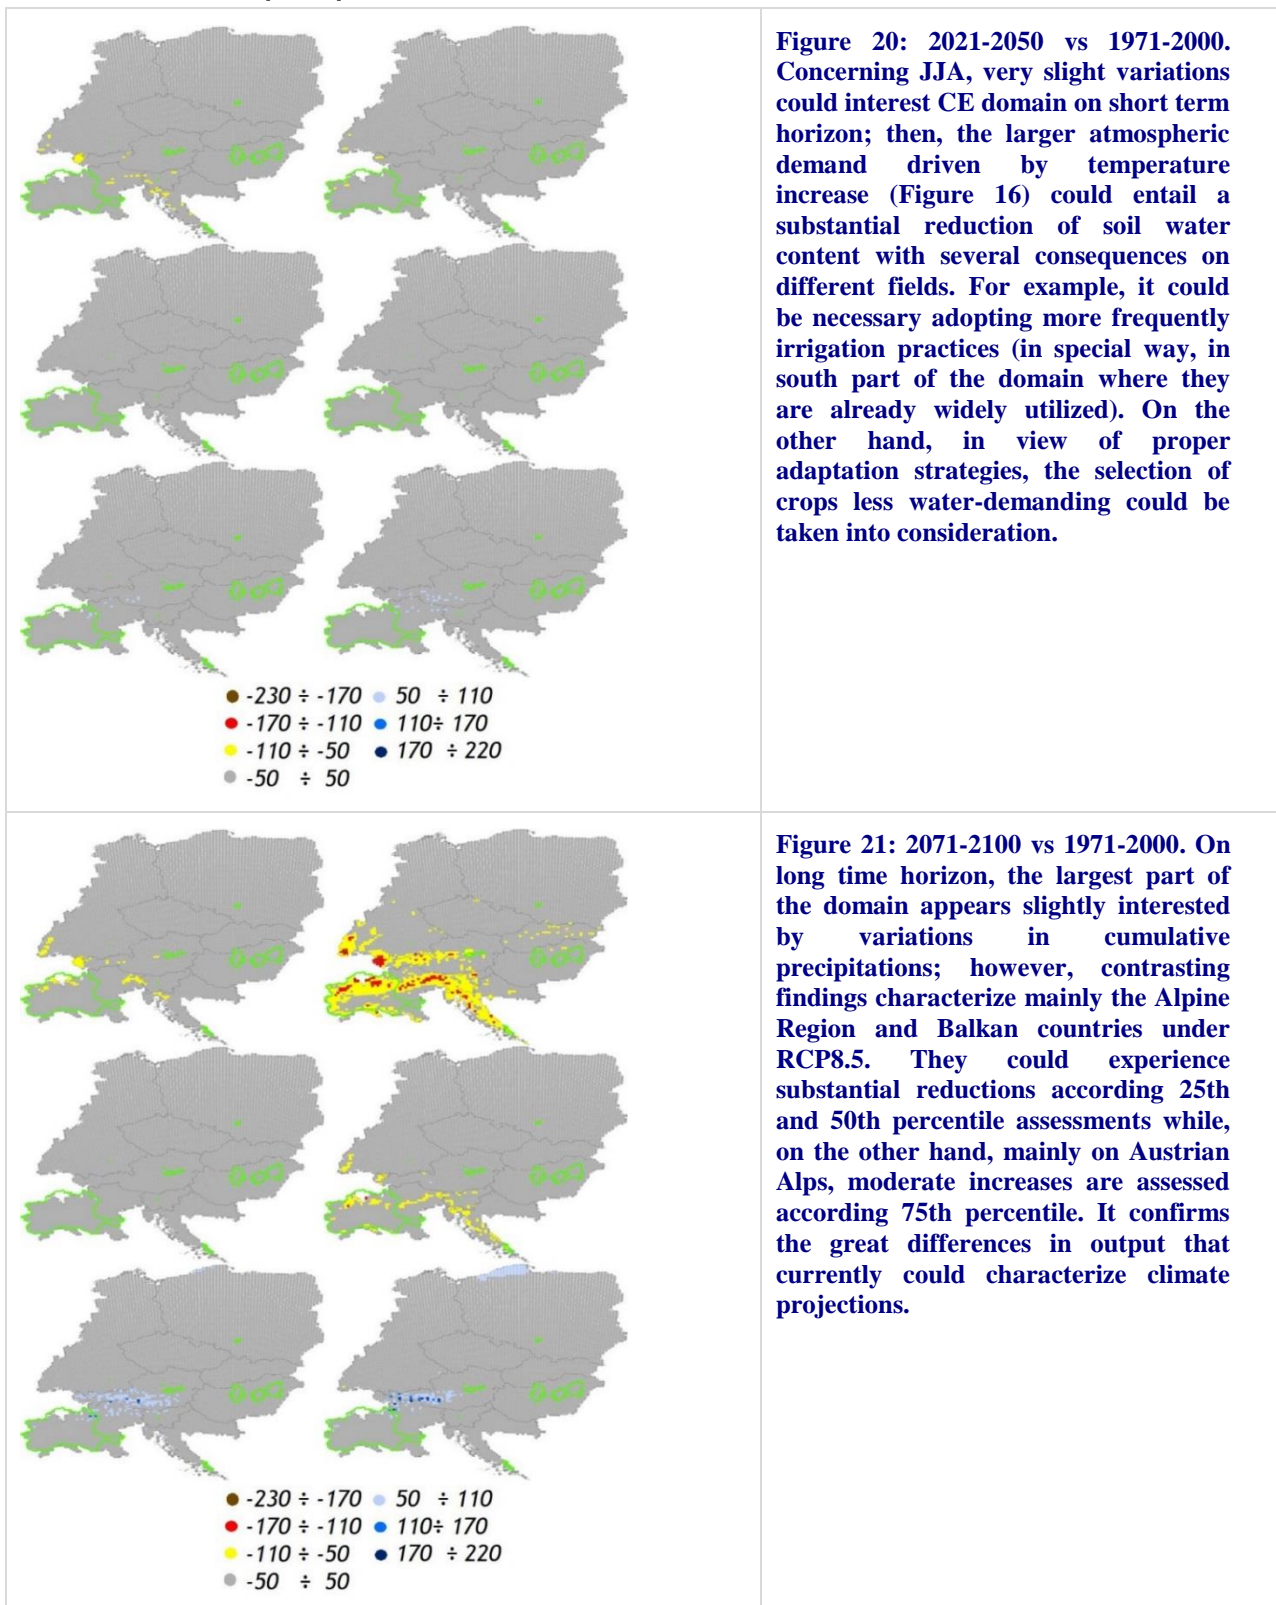 Figure 20: 2021-2050 vs 1971-2000.
Concerning JJA, very slight variations
could interest CE domain on short term
horizon; then, the larger atmospheric
demand driven by temperature
increase (Figure 16) could entail a
substantial reduction of soil water
content with several consequences on
different fields. For example, it could
be necessary adopting more frequently
irrigation practices (in special way, in
south part of the domain where they
are already widely utilized). On the
other hand, in view of proper
adaptation strategies, the selection of
crops less water-demanding could be
taken into consideration.
-230 ÷ -170 50 ÷ 110
-170 ÷ -110 110÷ 170
-110 ÷ -50 170 ÷ 220
-50 ÷ 50
Figure 21: 2071-2100 vs 1971-2000. On
long time horizon, the largest part of
the domain appears slightly interested
by variations in cumulative
precipitations; however, contrasting
findings characterize mainly the Alpine
Region and Balkan countries under
RCP8.5. They could experience
substantial reductions according 25th
and 50th percentile assessments while,
on the other hand, mainly on Austrian
Alps, moderate increases are assessed
according 75th percentile. It confirms
the great differences in output that
currently could characterize climate
projections.
-230 ÷ -170 50 ÷ 110
-170 ÷ -110 110÷ 170
-110 ÷ -50 170 ÷ 220
-50 ÷ 50